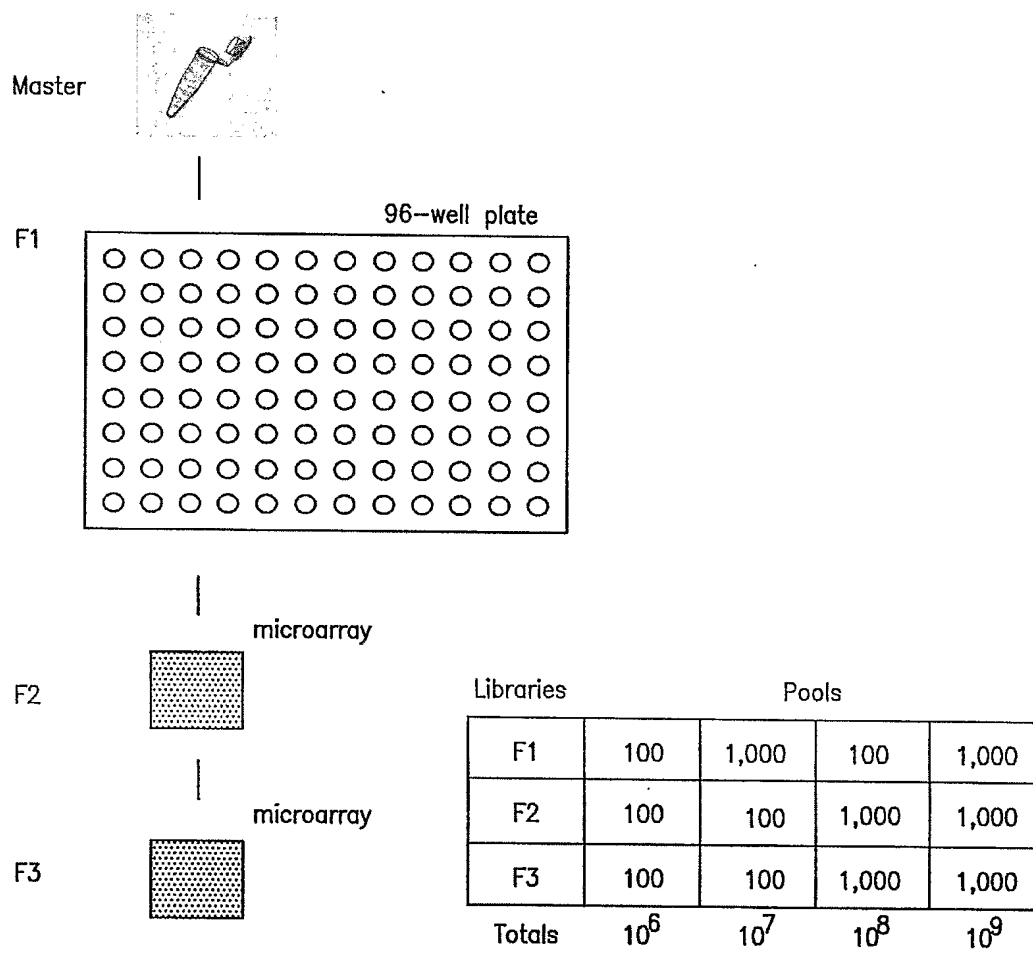 Master
F1
96-well plate
microarray
F2
microarray
F3
Libraries Pools
F1 100 1,000 100 1,000
F2 100 100 1,000 1,000
F3 100 100 1,000 1,000
Totals 10^6 10^7 10^8 10^9